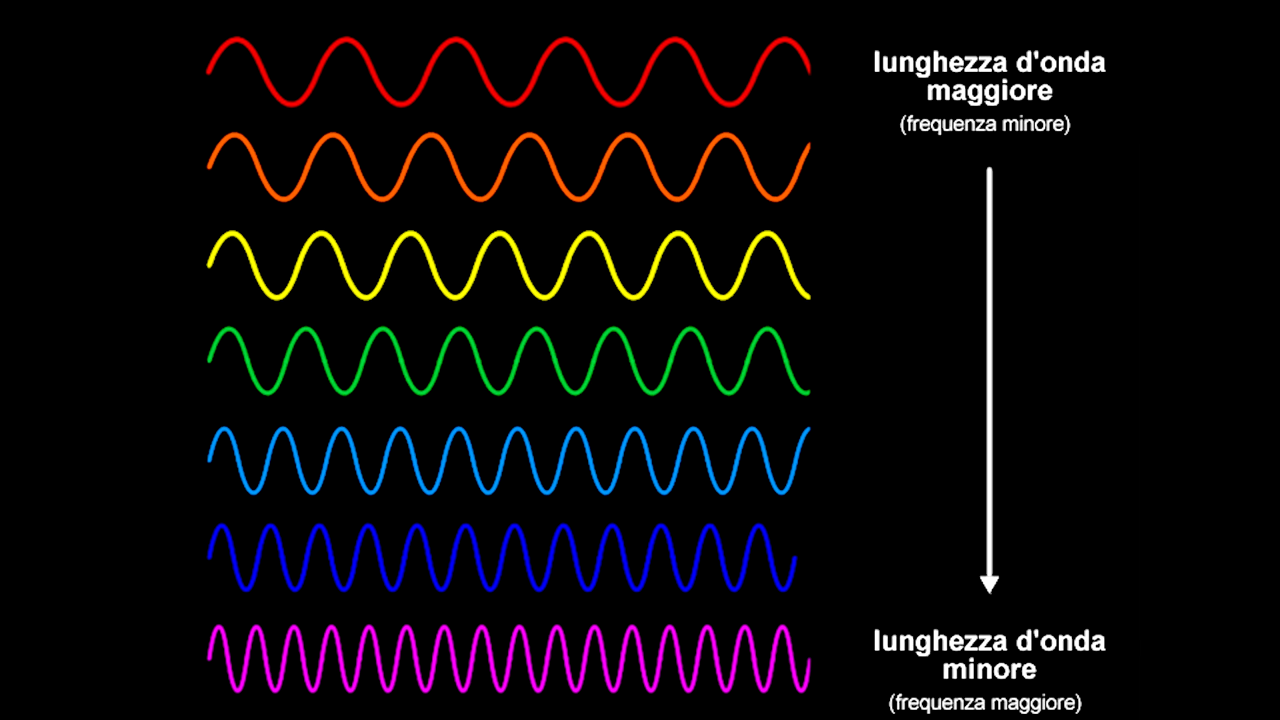 lunghezza d'onda
maggiore
(frequenza minore)
lunghezza d'onda
minore
(frequenza maggiore)